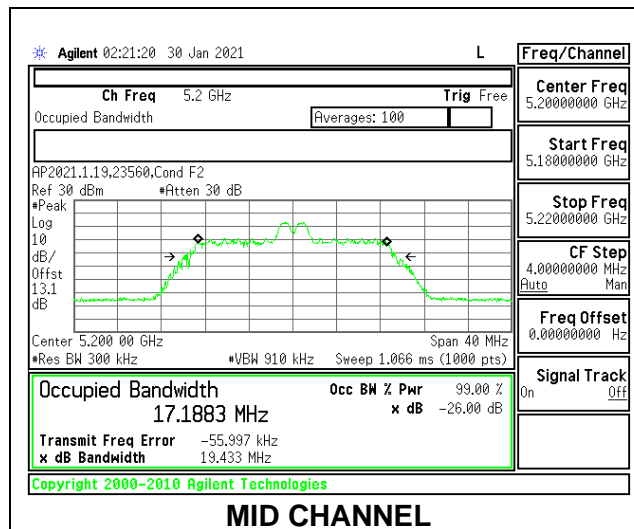 Agilent 02:21:20 30 Jan 2021 L Freq/Channel
Ch Freq 5.2 GHz Trig Free
Occupied Bandwidth Averages: 100
Center Freq
5.20000000 GHz
Start Freq
5.18000000 GHz
AP2021.1.19,23560,Cond F2
Ref 30 dBm #Atten 30 dB
#Peak
Log
10
dB/
Offst
13.1
dB
Stop Freq
5.22000000 GHz
CF Step
4.00000000 MHz
Auto Man
Freq Offset
0.00000000 Hz
Center 5.200 00 GHz Span 40 MHz
#Res BW 300 kHz #VBW 910 kHz Sweep 1.066 ms (1000 pts)
Signal Track
On Off
Occupied Bandwidth Occ BW % Pwr 99.00 %
17.1883 MHz x dB -26.00 dB
Transmit Freq Error -55.997 kHz
x dB Bandwidth 19.433 MHz
Copyright 2000-2010 Agilent Technologies
MID CHANNEL